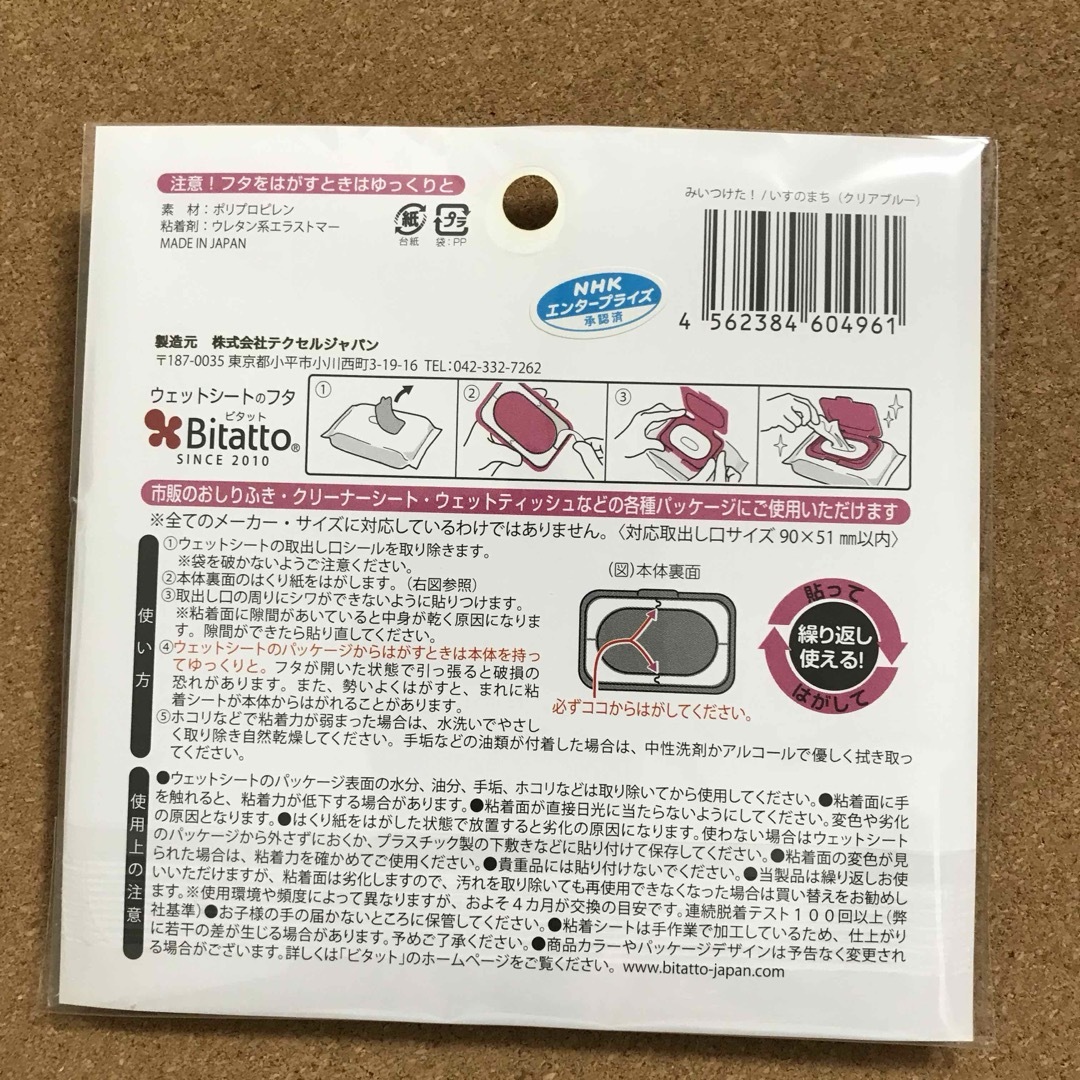 注意！フタをはがすときはゆっくりと
素　材：ポリプロピレン
粘着剤：ウレタン系エラストマー
MADE IN JAPAN
紙
台紙
プラ
袋：PP
みいつけた！/いすのまち（クリアブルー）
4 562384 604961
NHK
エンタープライズ
承認済
製造元　株式会社テクセルジャパン
〒187-0035 東京都小平市小川西町3-19-16 TEL：042-332-7262
ウェットシートのフタ
ビタット
Bitatto®
SINCE 2010
①
②
③
市販のおしりふき・クリーナーシート・ウェットティッシュなどの各種パッケージにご使用いただけます
※全てのメーカー・サイズに対応しているわけではありません。〈対応取出し口サイズ 90×51 ㎜以内〉
使い方
①ウェットシートの取出し口シールを取り除きます。
※袋を破かないようご注意ください。
②本体裏面のはくり紙をはがします。（右図参照）
③取出し口の周りにシワができないように貼りつけます。
※粘着面に隙間があいていると中身が乾く原因になりま
す。隙間ができたら貼り直してください。
④ウェットシートのパッケージからはがすときは本体を持っ
てゆっくりと。フタが開いた状態で引っ張ると破損の
恐れがあります。また、勢いよくはがすと、まれに粘
着シートが本体からはがれることがあります。
⑤ホコリなどで粘着力が弱まった場合は、水洗いでやさし
く取り除き自然乾燥してください。手垢などの油類が付着した場合は、中性洗剤かアルコールで優しく拭き取っ
てください。
(図)本体裏面
必ずココからはがしてください。
貼って
繰り返し
使える!
はがして
使用上の注意
●ウェットシートのパッケージ表面の水分、油分、手垢、ホコリなどは取り除いてから使用してください。●粘着面に手
を触れると、粘着力が低下する場合があります。●粘着面が直接日光に当たらないようにしてください。変色や劣化
の原因となります。●はくり紙をはがした状態で放置すると劣化の原因になります。使わない場合はウェットシート
のパッケージから外さずにおくか、プラスチック製の下敷きなどに貼り付けて保存してください。●粘着面の変色が見
られた場合は、粘着力を確かめてご使用ください。●貴重品には貼り付けないでください。●当製品は繰り返しお使
いいただけますが、粘着面は劣化しますので、汚れを取り除いても再使用できなくなった場合は買い替えをお勧めし
ます。※使用環境や頻度によって異なりますが、およそ４カ月が交換の目安です。連続脱着テスト１００回以上（弊
社基準）●お子様の手の届かないところに保管してください。●粘着シートは手作業で加工しているため、仕上がり
に若干の差が生じる場合があります。予めご了承ください。●商品カラーやパッケージデザインは予告なく変更され
る場合がございます。詳しくは「ビタット」のホームページをご覧ください。 www.bitatto-japan.com